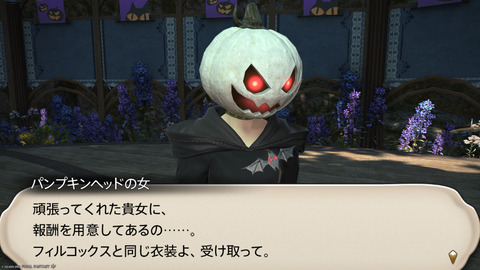 パンプキンヘッドの女
頑張ってくれた貴女に、
報酬を用意してあるの……。
フィルコックスと同じ衣装よ、受け取って。